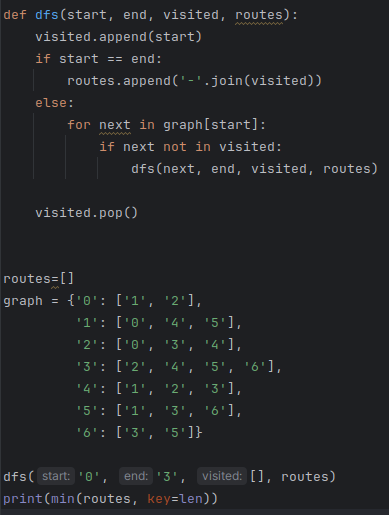 def dfs(start, end, visited, routes):
    visited.append(start)
    if start == end:
        routes.append('-'.join(visited))
    else:
        for next in graph[start]:
            if next not in visited:
                dfs(next, end, visited, routes)
    visited.pop()
routes=[]
graph = {'0': ['1', '2'],
         '1': ['0', '4', '5'],
         '2': ['0', '3', '4'],
         '3': ['2', '4', '5', '6'],
         '4': ['1', '2', '3'],
         '5': ['1', '3', '6'],
         '6': ['3', '5']}
dfs( start: '0', end: '3', visited: [], routes)
print(min(routes, key=len))